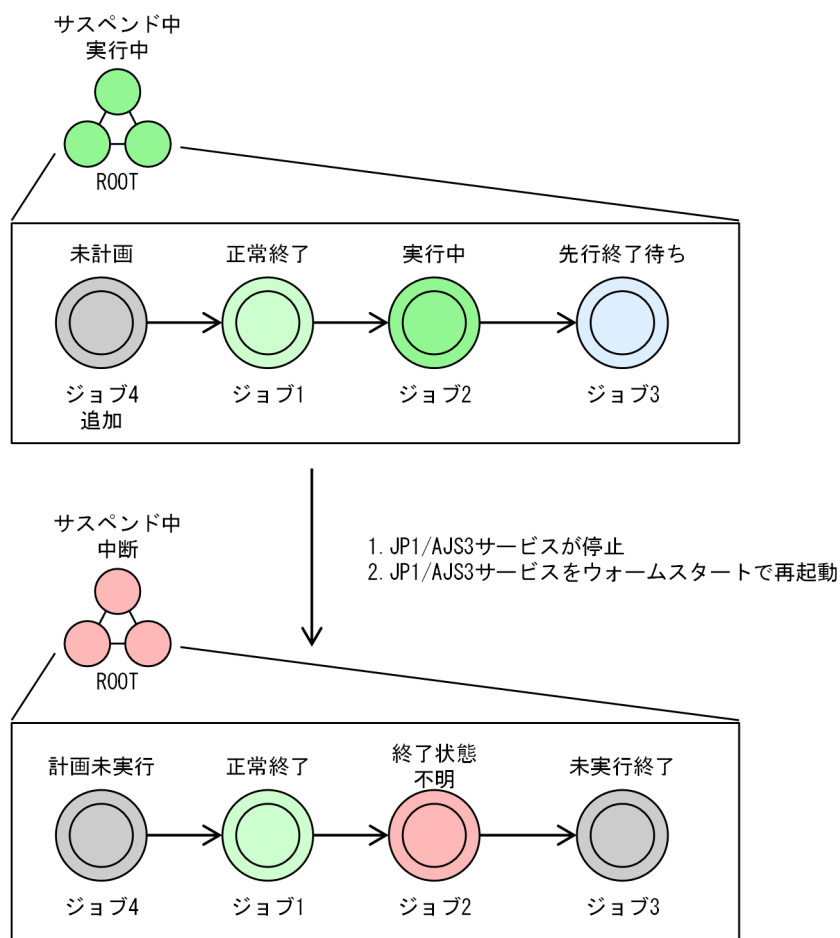 サスペンド中
実行中
ROOT
未計画 正常終了 実行中 先行終了待ち
ジョブ4 ジョブ1 ジョブ2 ジョブ3
追加
1. JP1/AJS3サービスが停止
2. JP1/AJS3サービスをウォームスタートで再起動
サスペンド中
中断
ROOT
計画未実行 正常終了 終了状態 未実行終了
不明
ジョブ4 ジョブ1 ジョブ2 ジョブ3